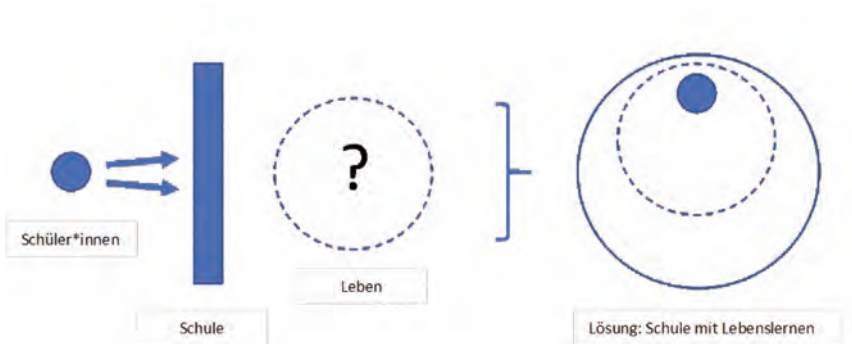 ?
Schüler*innen
Leben
Schule
Lösung: Schule mit Lebenslernen